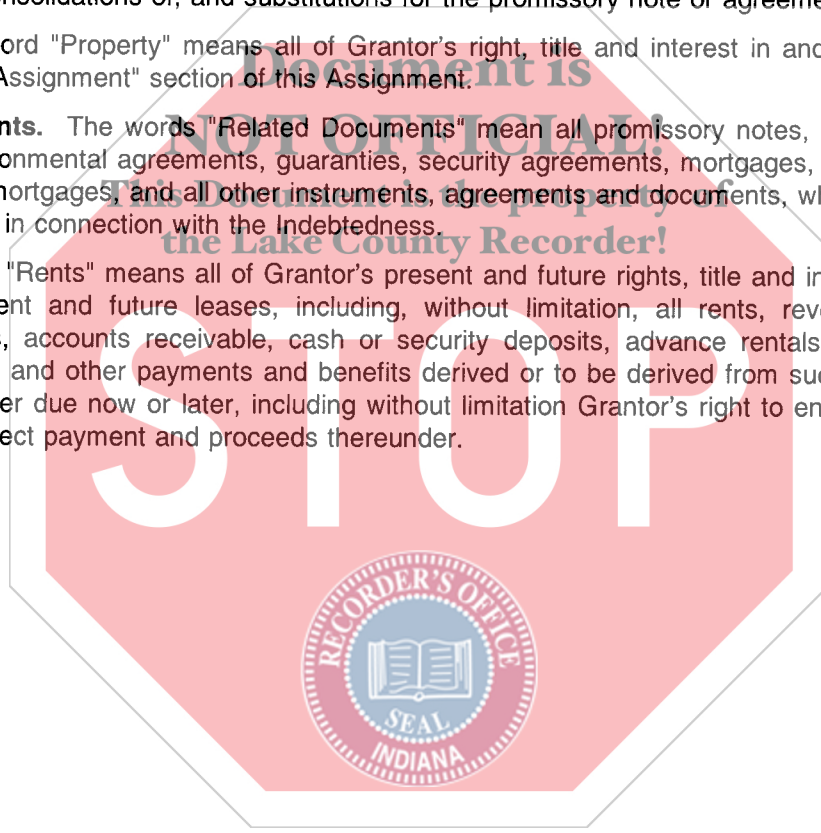 onsolidations of, and substitutions for the promissory note or agreeme
ord "Property" means all of Grantor's right, title and interest in and
Assignment" section of this Assignment.
nts. The words "Related Documents" mean all promissory notes,
onmental agreements, guaranties, security agreements, mortgages,
mortgages, and all other instruments, agreements and documents, wh
in connection with the Indebtedness.
"Rents" means all of Grantor's present and future rights, title and in
ent and future leases, including, without limitation, all rents, reve
, accounts receivable, cash or security deposits, advance rentals
and other payments and benefits derived or to be derived from suc
er due now or later, including without limitation Grantor's right to en
ect payment and proceeds thereunder.
Document is
NOT OFFICIAL!
This Document is the property of
the Lake County Recorder!
STOP
RECORDER'S OFFICE
SEAL
INDIANA